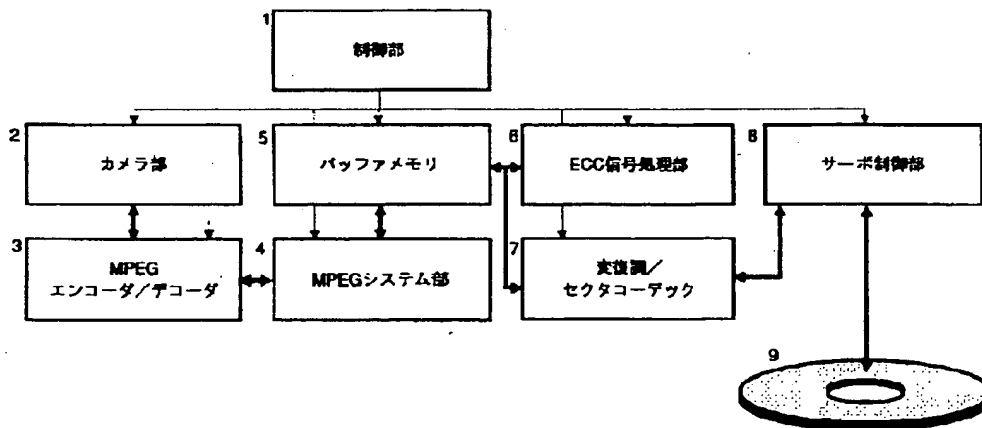 1
制御部
2
カメラ部
5
バッファメモリ
6
ECC信号処理部
8
サーボ制御部
3
MPEG
エンコーダ/デコーダ
4
MPEGシステム部
7
変復調/
セクタコーデック
9